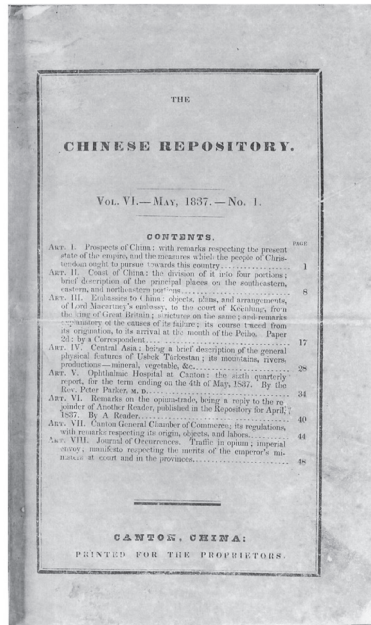 THE
CHINESE REPOSITORY.
VOL. VI.—MAY, 1837.—NO. 1.
CONTENTS.
PAGE
ART. I. Prospects of China: with remarks respecting the present
state of the empire, and the measures which the people of Chris-
tendom ought to pursue towards this country. 1
ART. II. Coast of China: the division of it into four portions;
brief description of the principal places on the southeastern,
eastern, and northeastern portions. 8
ART. III. Embassies to China: objects, plans, and arrangements,
of Lord Macartney's embassy, to the court of Keënlung, from
the king of Great Britain; strictures on the same; and remarks
explanatory of the causes of its failure; its course traced from
its origination, to its arrival at the mouth of the Peiho. Paper
2d: by a Correspondent. 17
ART. IV. Central Asia: being a brief description of the general
physical features of Usbek Turkestan; its mountains, rivers,
productions—mineral, vegetable, &c. 28
ART. V. Ophthalmic Hospital at Canton: the sixth quarterly
report, for the term ending on the 4th of May, 1837. By the
Rev. Peter Parker, M. D. 34
ART. VI. Remarks on the opium-trade, being a reply to the re-
joinder of Another Reader, published in the Repository for April,
1837. By A Reader. 40
ART. VII. Canton General Chamber of Commerce; its regulations,
with remarks respecting its origin, objects, and labors. 44
ART. VIII. Journal of Occurrences. Traffic in opium; imperial
envoy; manifesto respecting the merits of the emperor's mi-
nisters at court and in the provinces. 48
CANTON, CHINA:
PRINTED FOR THE PROPRIETORS.